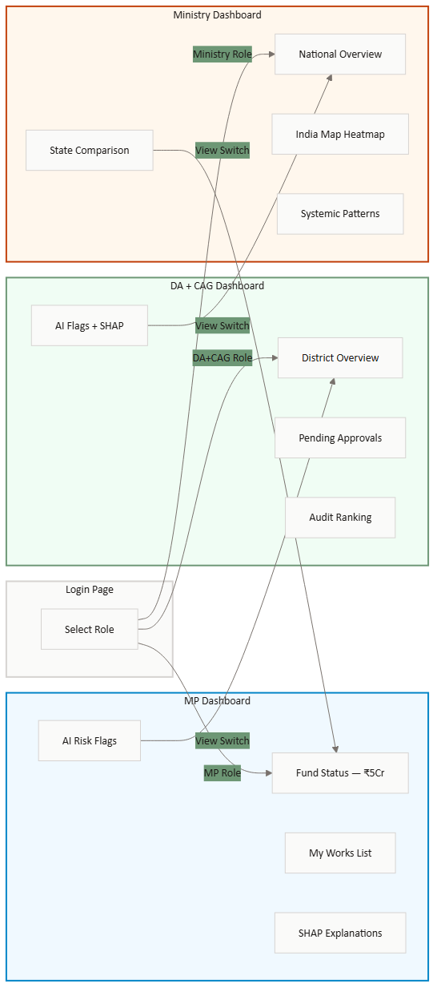 Ministry Dashboard
Ministry Role
National Overview
India Map Heatmap
State Comparison
View Switch
Systemic Patterns
DA + CAG Dashboard
AI Flags + SHAP
View Switch
DA+CAG Role
District Overview
Pending Approvals
Audit Ranking
Login Page
Select Role
MP Dashboard
AI Risk Flags
View Switch
MP Role
Fund Status — ₹5Cr
My Works List
SHAP Explanations